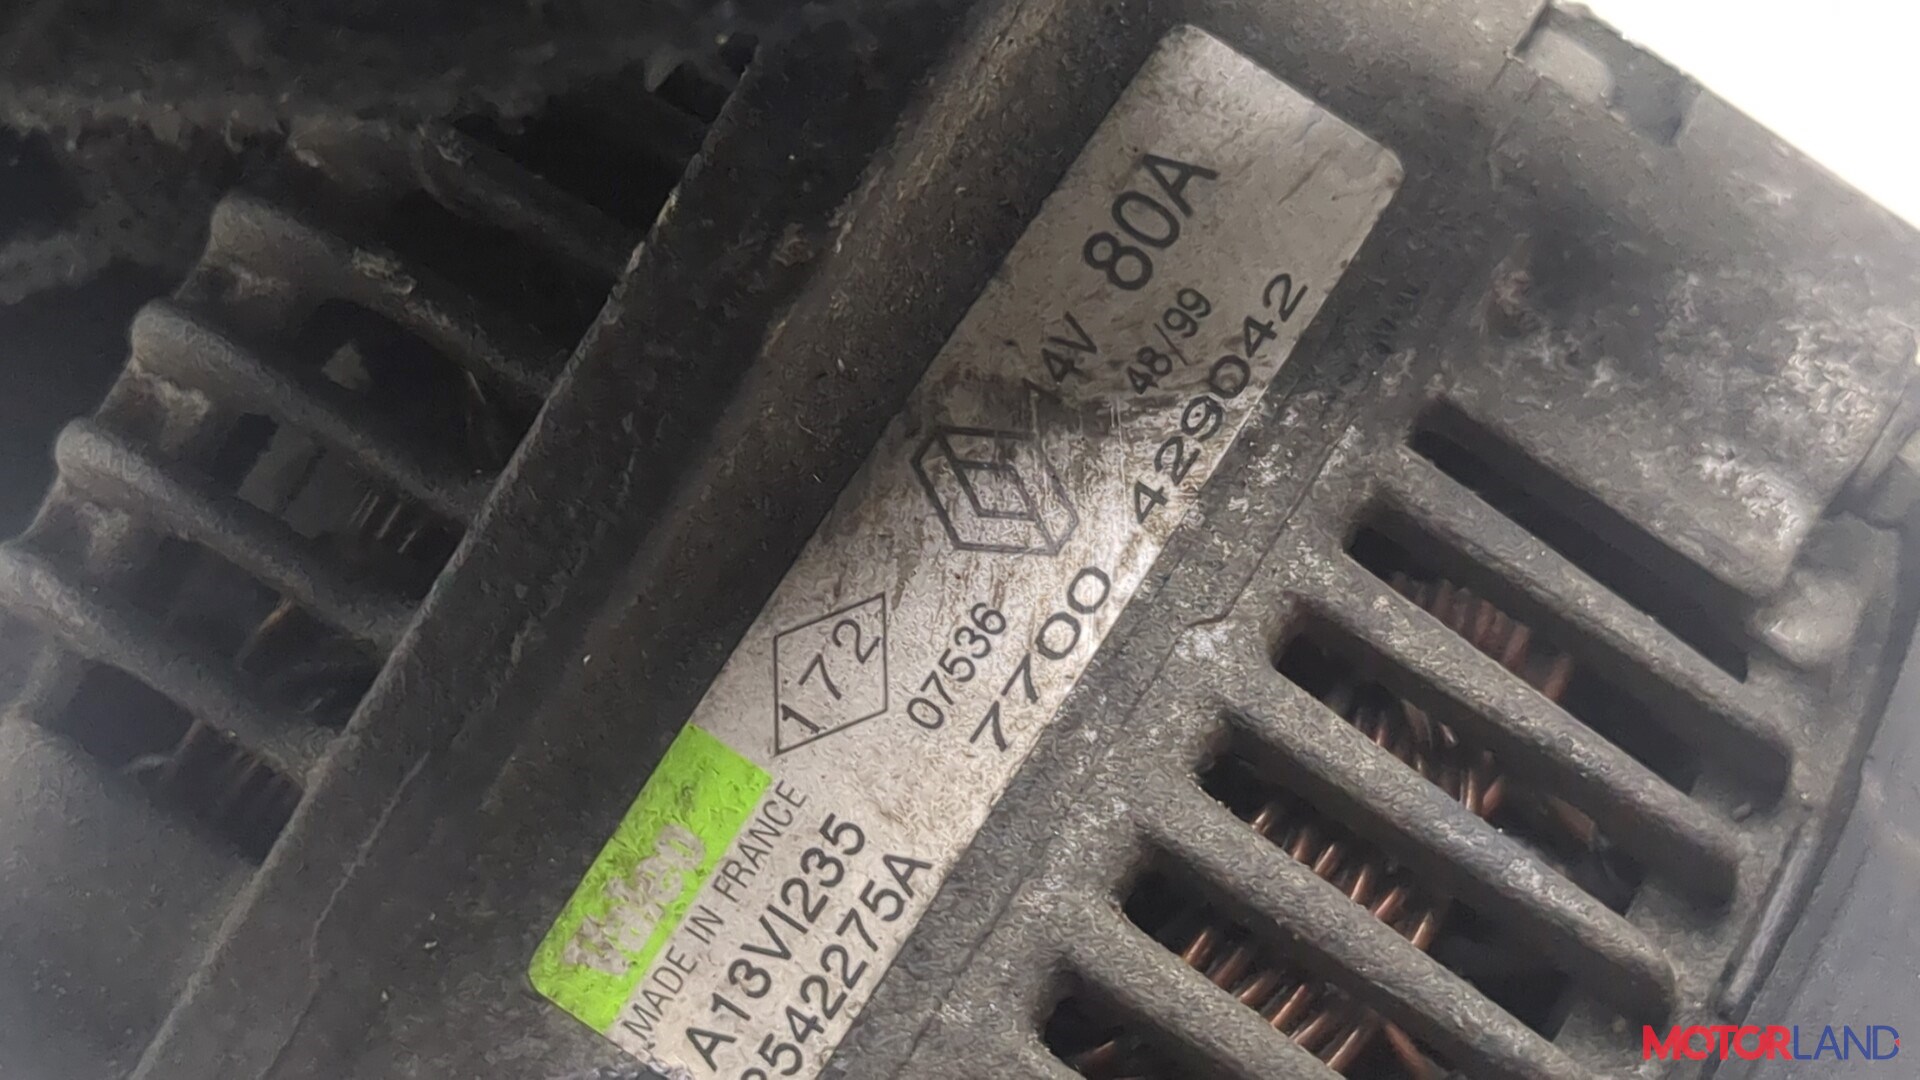 Valeo
MADE IN FRANCE
A13VI235
2542275A
172
07536
7700 429042
14V 80A
48/99
MOTORLAND